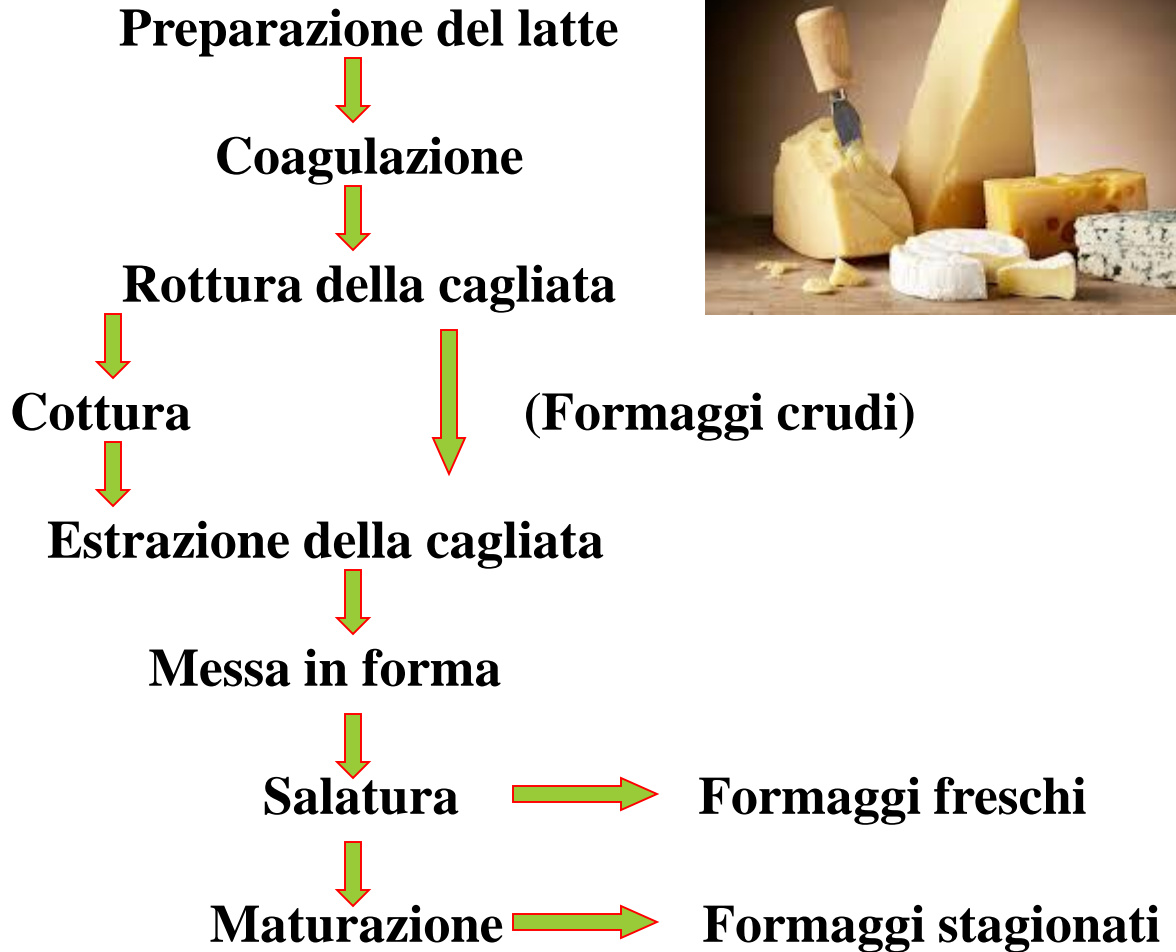 Preparazione del latte
Coagulazione
Rottura della cagliata
Cottura
(Formaggi crudi)
Estrazione della cagliata
Messa in forma
Salatura
Formaggi freschi
Maturazione
Formaggi stagionati